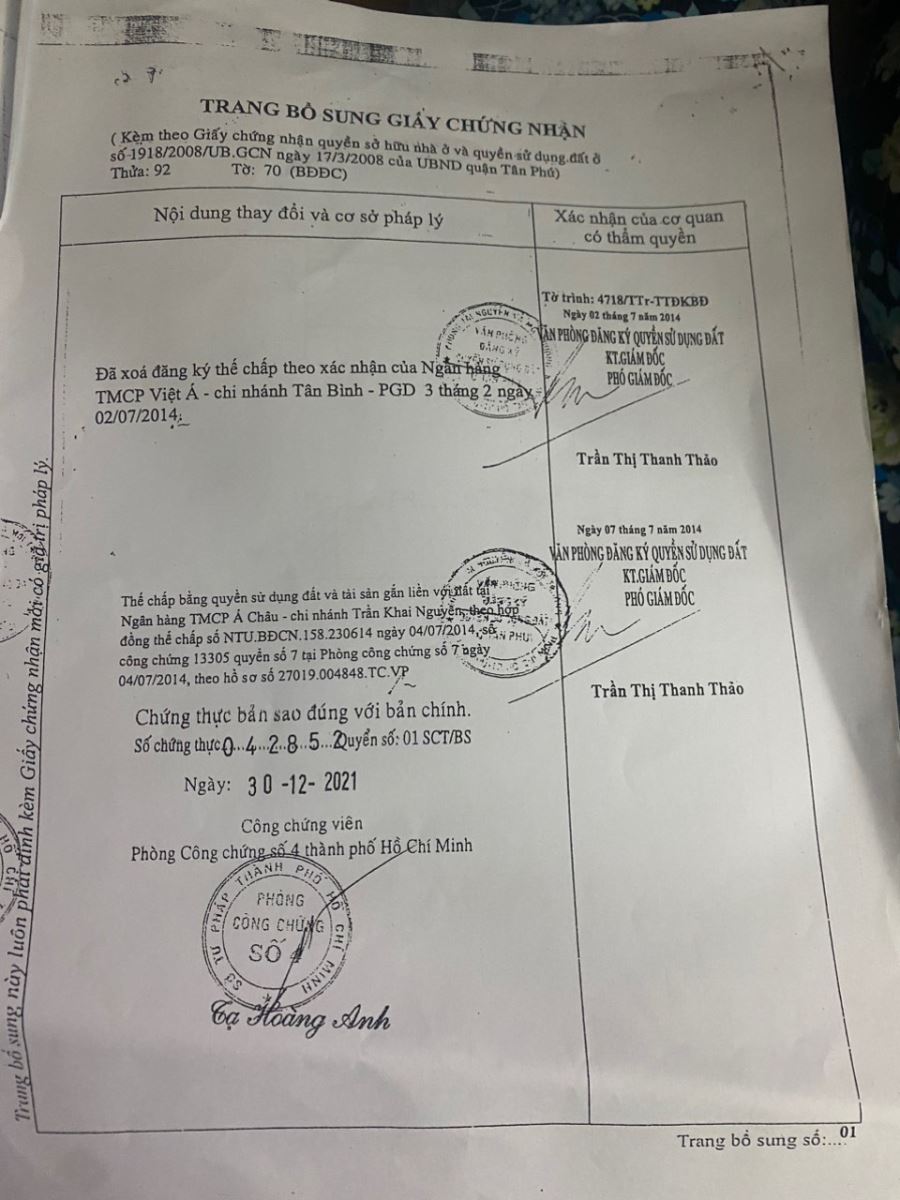 TRANG BỔ SUNG GIẤY CHỨNG NHẬN
( Kèm theo Giấy chứng nhận quyền sở hữu nhà ở và quyền sử dụng đất ở
số 1918/2008/UB.GCN ngày 17/3/2008 của UBND quận Tân Phú)
Thửa: 92 Tờ: 70 (BĐĐC)
Nội dung thay đổi và cơ sở pháp lý
Xác nhận của cơ quan
có thẩm quyền
Tờ trình: 4718/TTr-TTĐKBĐ
Ngày 02 tháng 7 năm 2014
VĂN PHÒNG ĐĂNG KÝ QUYỀN SỬ DỤNG ĐẤT
KT.GIÁM ĐỐC
PHÓ GIÁM ĐỐC
Trần Thị Thanh Thảo
VĂN PHÒNG
ĐĂNG KÝ
Đã xoá đăng ký thế chấp theo xác nhận của Ngân hàng
TMCP Việt Á - chi nhánh Tân Bình - PGD 3 tháng 2 ngày
02/07/2014.
Ngày 07 tháng 7 năm 2014
VĂN PHÒNG ĐĂNG KÝ QUYỀN SỬ DỤNG ĐẤT
KT.GIÁM ĐỐC
PHÓ GIÁM ĐỐC
Trần Thị Thanh Thảo
Thế chấp bằng quyền sử dụng đất và tài sản gắn liền với đất tại
Ngân hàng TMCP Á Châu - chi nhánh Trần Khai Nguyên, theo hợp
đồng thế chấp số NTU.BĐCN.158.230614 ngày 04/07/2014, số
công chứng 13305 quyển số 7 tại Phòng công chứng số 7 ngày
04/07/2014, theo hồ sơ số 27019.004848.TC.VP
Chứng thực bản sao đúng với bản chính.
Số chứng thực 0..4..2.8..5..2 Quyển số: 01 SCT/BS
Ngày: 30 -12- 2021
Công chứng viên
Phòng Công chứng số 4 thành phố Hồ Chí Minh
SỞ TƯ PHÁP THÀNH PHỐ HỒ CHÍ MINH
PHÒNG
CÔNG CHỨNG
SỐ 4
Tạ Hoàng Anh
Trang bổ sung này luôn phải đính kèm Giấy chứng nhận mới có giá trị pháp lý.
Trang bổ sung số:....01